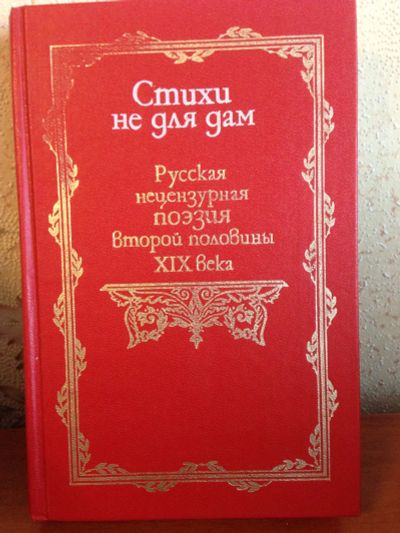 Стихи
не для дам
Русская
нецензурная
поэзия
второй половины
XIX века